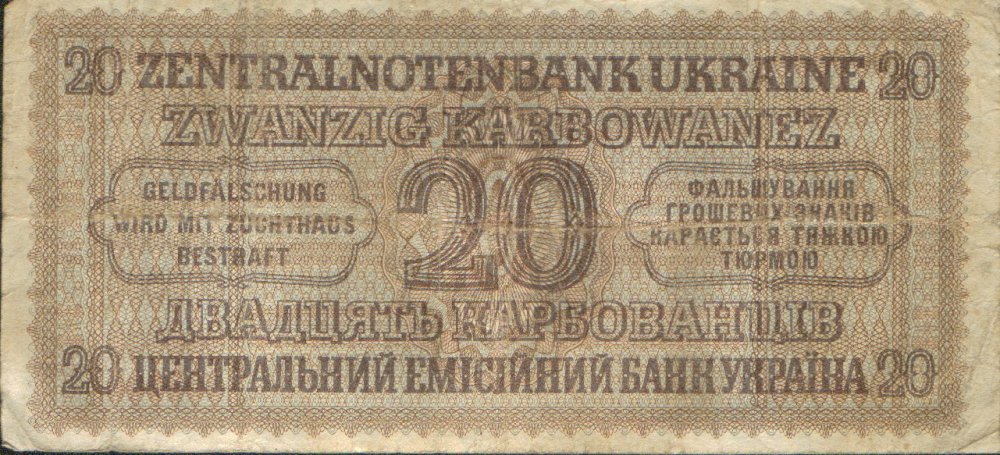 20 ZENTRALNOTENBANK UKRAINE 20
ZWANZIG KARBOWANEZ
GELDFÄLSCHUNG
WIRD MIT ZUCHTHAUS
BESTRAFT
20
ФАЛЬШУВАННЯ
ГРОШЕВИХ ЗНАКІВ
КАРАЄТЬСЯ ТЯЖКОЮ
ТЮРМОЮ
ДВАДЦЯТЬ КАРБОВАНЦІВ
20 ЦЕНТРАЛЬНИЙ ЕМІСІЙНИЙ БАНК УКРАЇНА 20